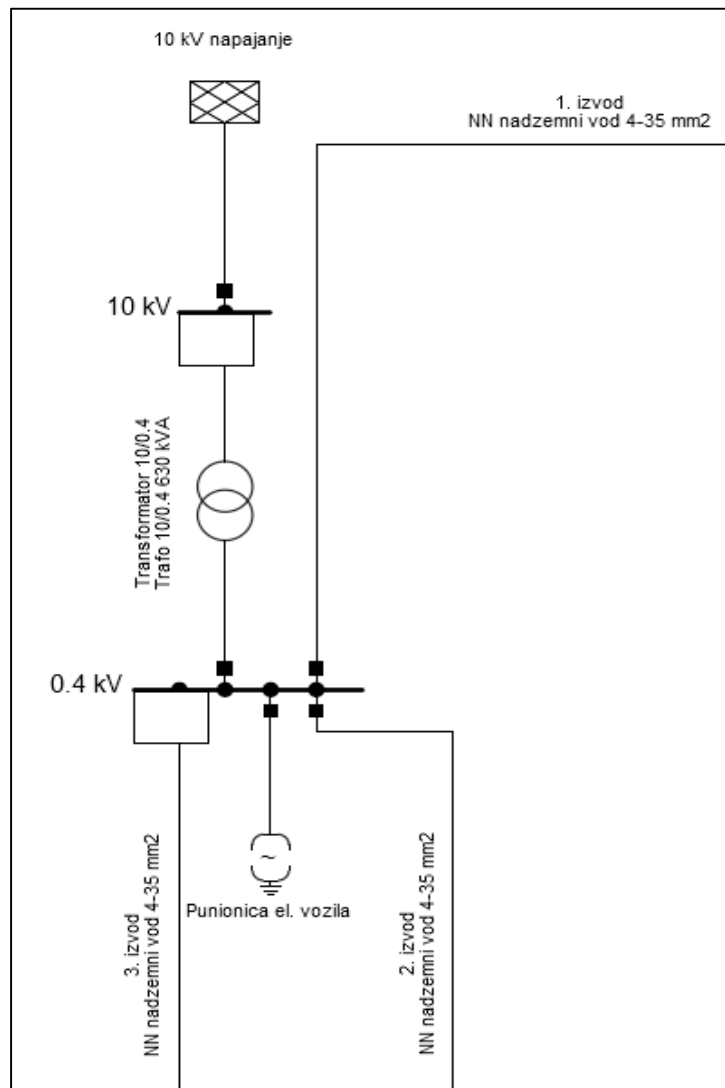 10 kV napajanje
1. izvod
NN nadzemni vod 4-35 mm2
10 kV
Transformator 10/0.4
Trafo 10/0.4 630 kVA
0.4 kV
~
Punionica el. vozila
3. izvod
NN nadzemni vod 4-35 mm2
2. izvod
NN nadzemni vod 4-35 mm2